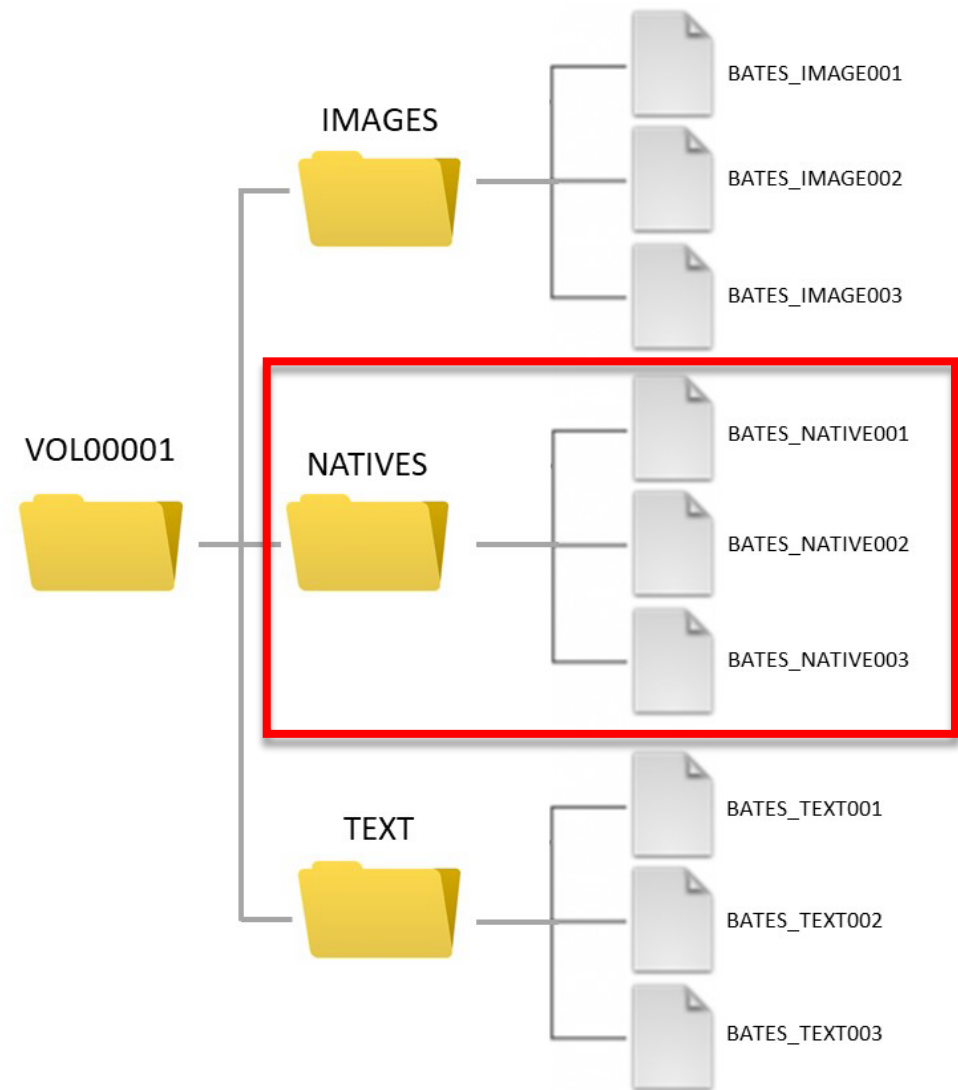 VOL00001
IMAGES
BATES_IMAGE001
BATES_IMAGE002
BATES_IMAGE003
NATIVES
BATES_NATIVE001
BATES_NATIVE002
BATES_NATIVE003
TEXT
BATES_TEXT001
BATES_TEXT002
BATES_TEXT003